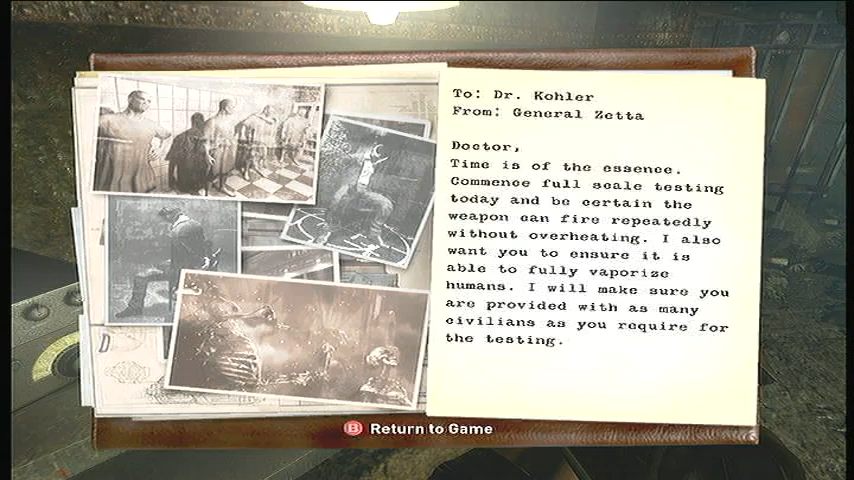 To: Dr. Kohler
From: General Zetta
Doctor,
Time is of the essence.
Commence full scale testing
today and be certain the
weapon can fire repeatedly
without overheating. I also
want you to ensure it is
able to fully vaporize
humans. I will make sure you
are provided with as many
civilians as you require for
the testing.
B Return to Game